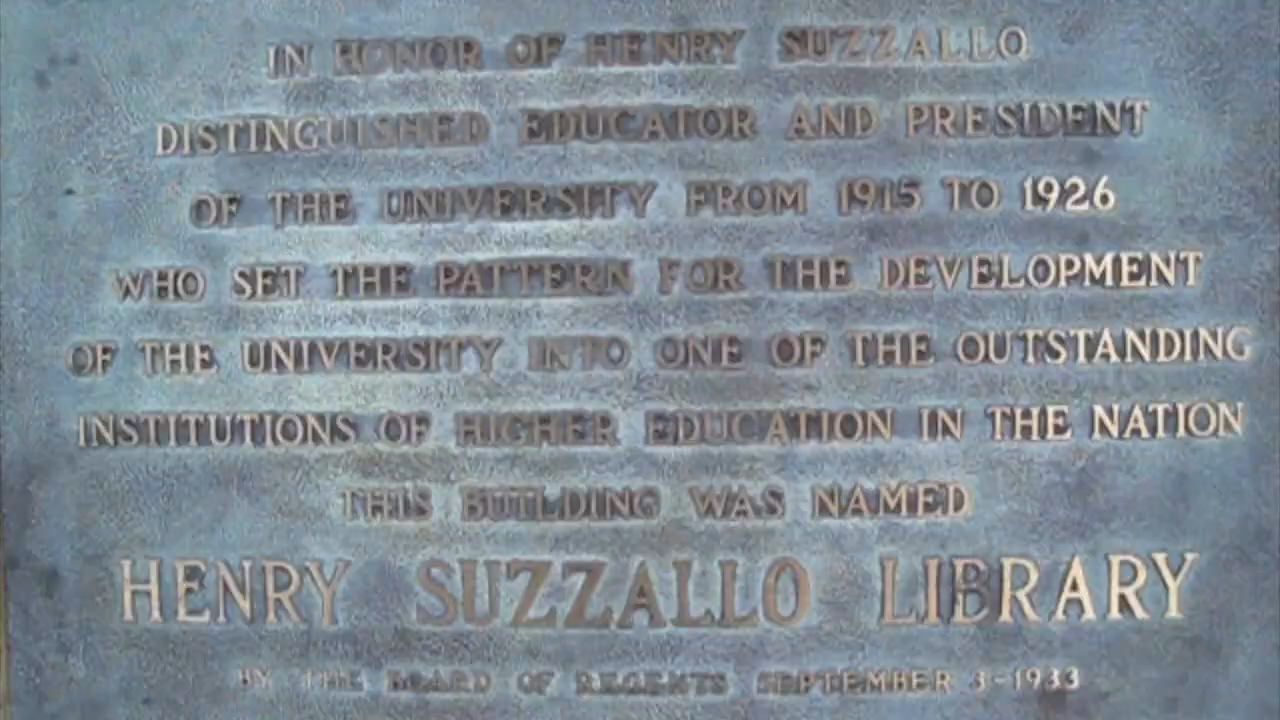 IN HONOR OF HENRY SUZZALLO
DISTINGUISHED EDUCATOR AND PRESIDENT
OF THE UNIVERSITY FROM 1915 TO 1926
WHO SET THE PATTERN FOR THE DEVELOPMENT
OF THE UNIVERSITY INTO ONE OF THE OUTSTANDING
INSTITUTIONS OF HIGHER EDUCATION IN THE NATION
THIS BUILDING WAS NAMED
HENRY SUZZALLO LIBRARY
BY THE BOARD OF REGENTS SEPTEMBER 3-1933